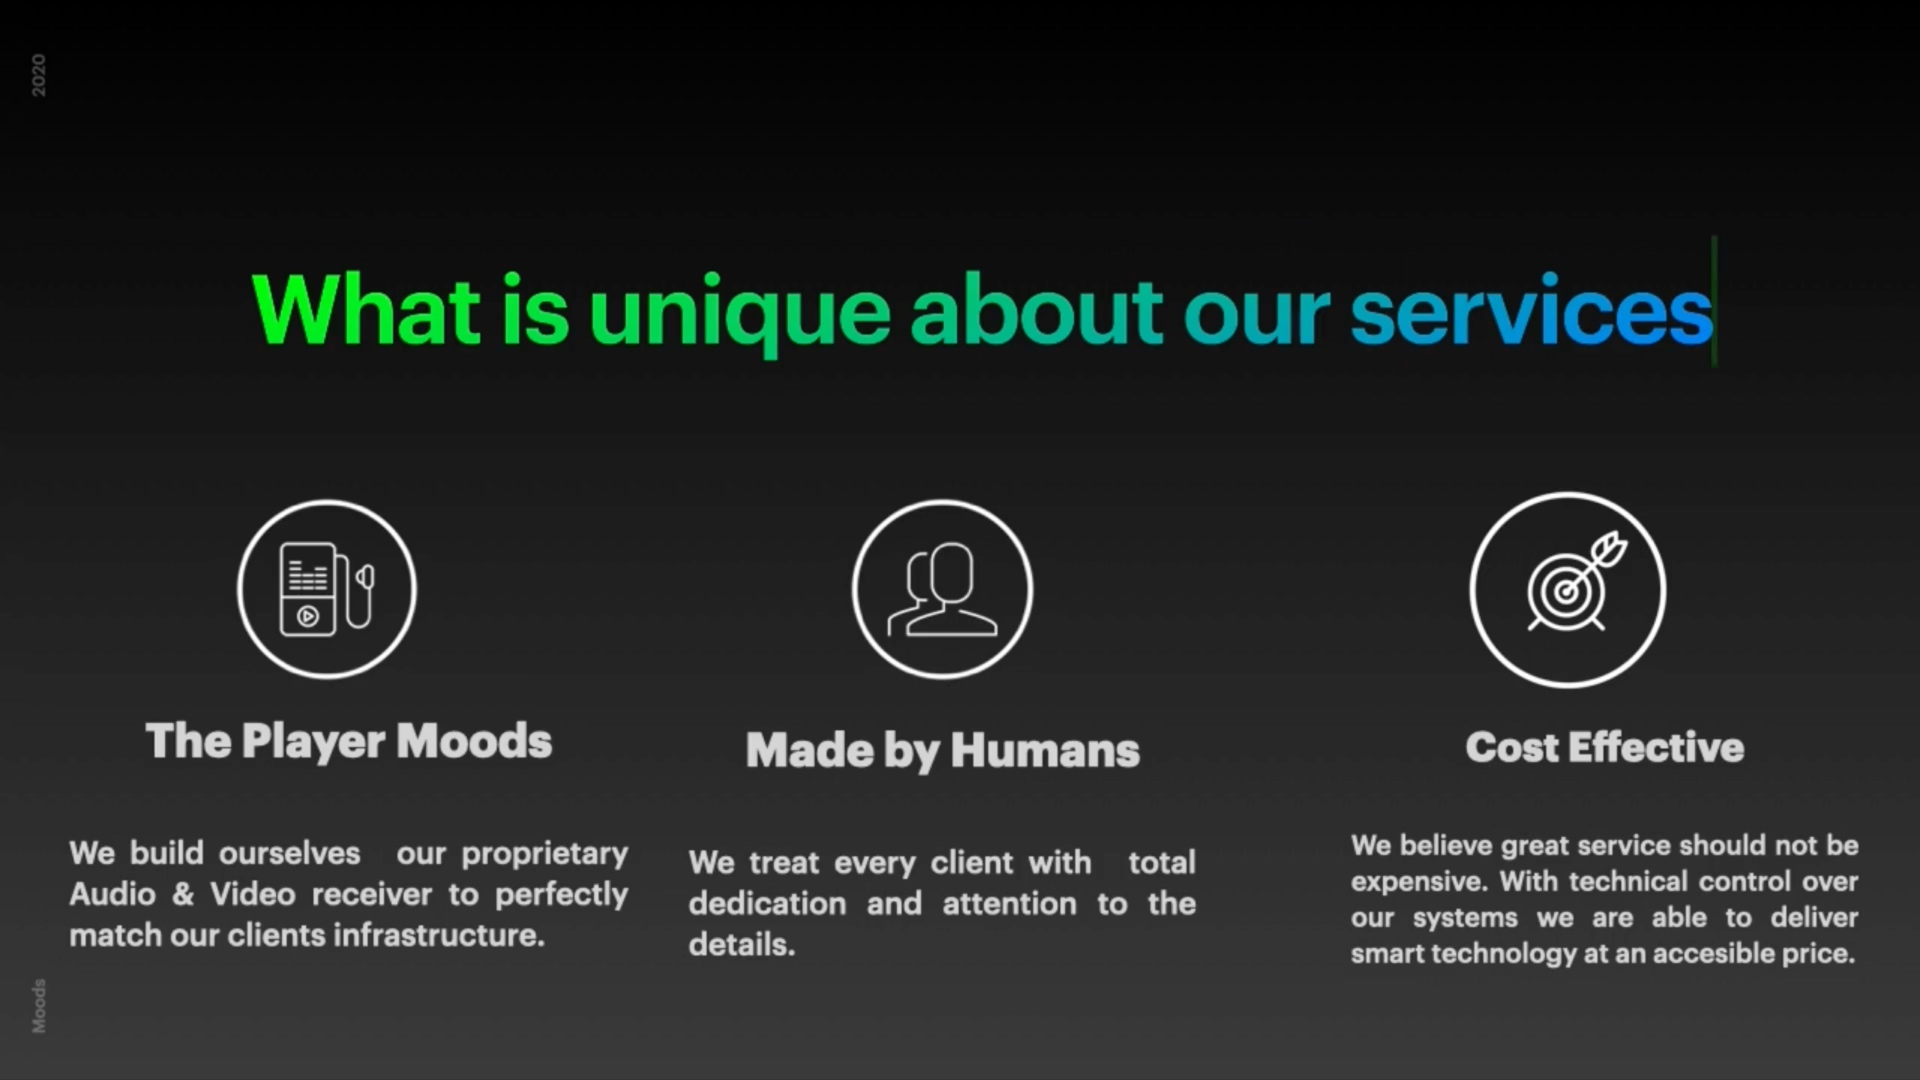 2020
What is unique about our services
The Player Moods
We build ourselves our proprietary
Audio & Video receiver to perfectly
match our clients infrastructure.
Made by Humans
We treat every client with total
dedication and attention to the
details.
Cost Effective
We believe great service should not be
expensive. With technical control over
our systems we are able to deliver
smart technology at an accesible price.
Moods